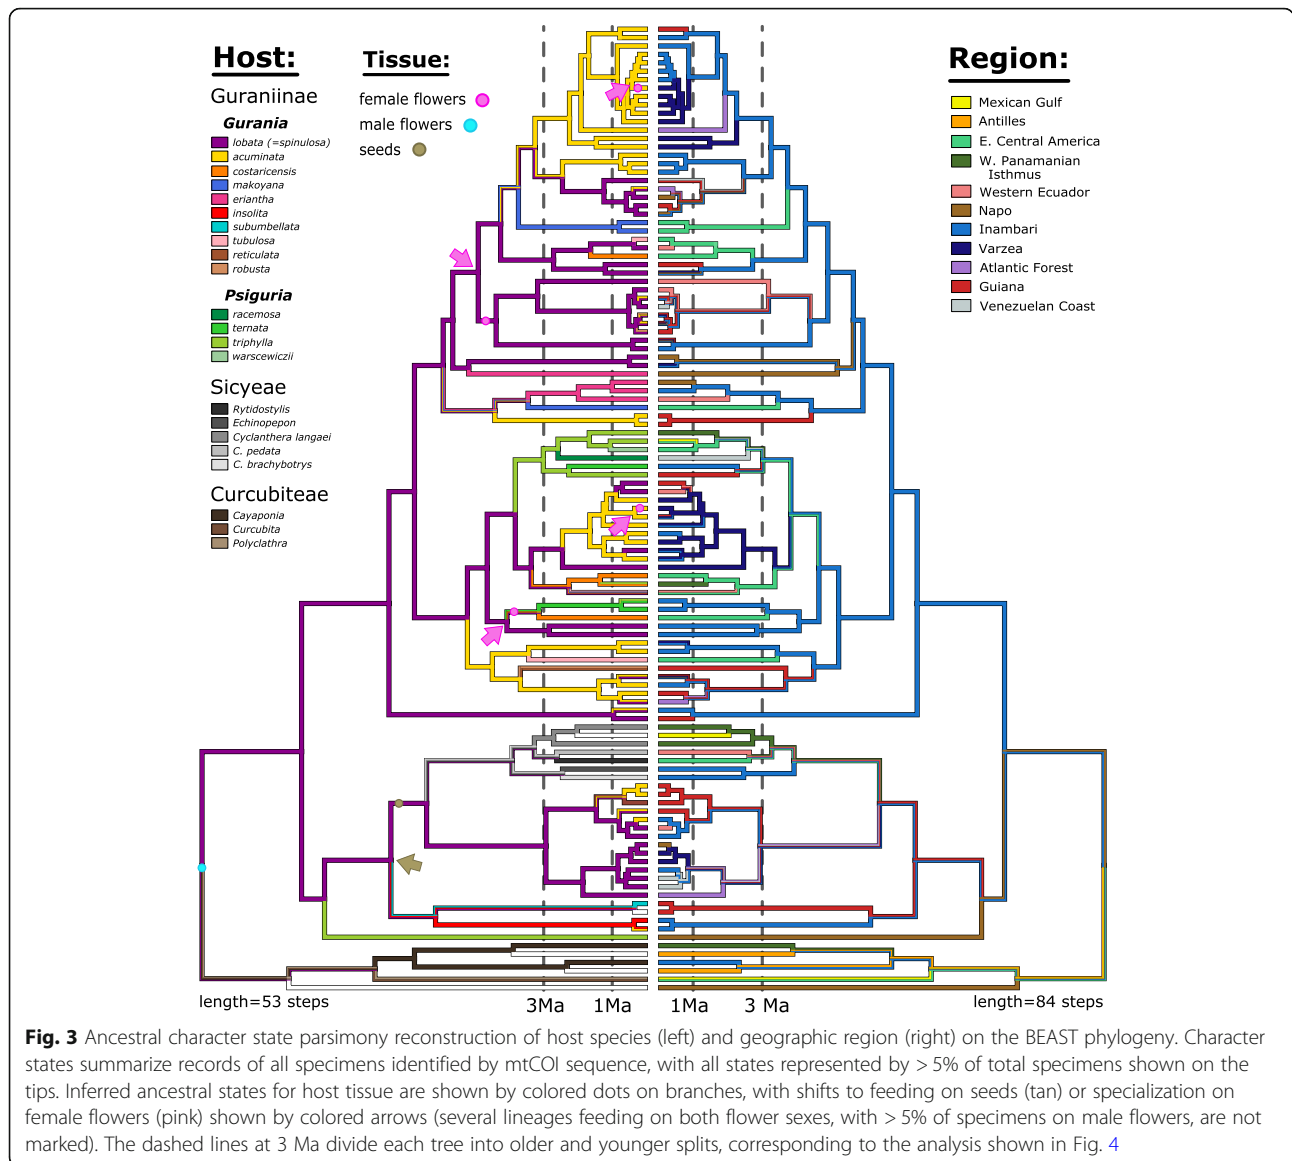 Host:
Guraniinae
Gurania
lobata (=spinulosa)
acuminata
costaricensis
makoyana
eriantha
insolita
subumbellata
tubulosa
reticulata
robusta
Psiguria
racemosa
ternata
triphylla
warscewiczii
Sicyeae
Rytidostylis
Echinopepon
Cyclanthera langaei
C. pedata
C. brachybotrys
Curcubiteae
Cayaponia
Curcubita
Polyclathra
Tissue:
female flowers
male flowers
seeds
Region:
Mexican Gulf
Antilles
E. Central America
W. Panamanian
Isthmus
Western Ecuador
Napo
Inambari
Varzea
Atlantic Forest
Guiana
Venezuelan Coast
length=53 steps
3Ma
1Ma
1Ma
3 Ma
length=84 steps
Fig. 3 Ancestral character state parsimony reconstruction of host species (left) and geographic region (right) on the BEAST phylogeny. Character
states summarize records of all specimens identified by mtCOI sequence, with all states represented by > 5% of total specimens shown on the
tips. Inferred ancestral states for host tissue are shown by colored dots on branches, with shifts to feeding on seeds (tan) or specialization on
female flowers (pink) shown by colored arrows (several lineages feeding on both flower sexes, with > 5% of specimens on male flowers, are not
marked). The dashed lines at 3 Ma divide each tree into older and younger splits, corresponding to the analysis shown in Fig. 4